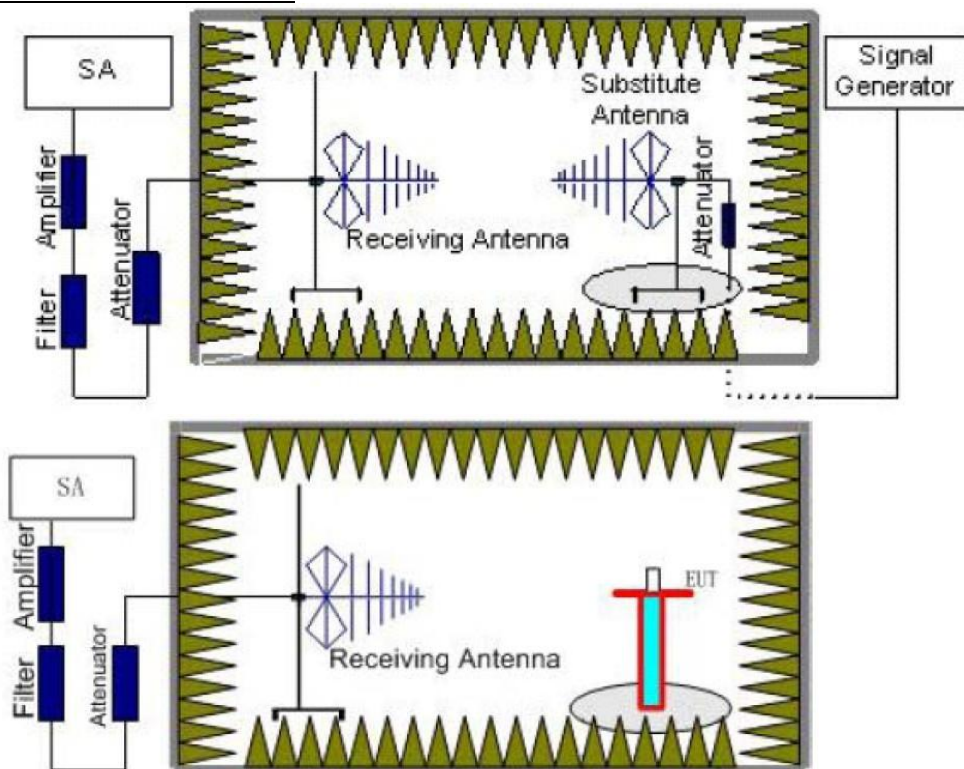 SA
Signal
Generator
Substitute
Antenna
Amplifier
Filter
Attenuator
Receiving Antenna
Attenuator
SA
Amplifier
Filter
Attenuator
EUT
Receiving Antenna